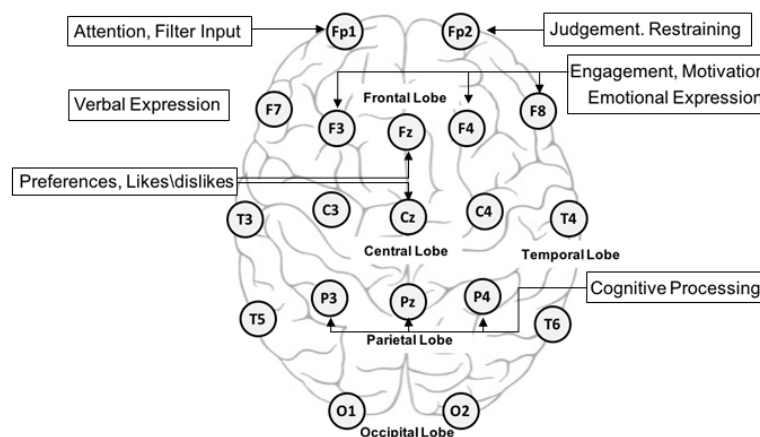 Attention, Filter Input
Fp1
Fp2
Judgement. Restraining
Engagement, Motivation
Emotional Expression
Verbal Expression
Frontal Lobe
F7
F3
Fz
F4
F8
Preferences, Likes\dislikes
T3
C3
Cz
C4
T4
Central Lobe
Temporal Lobe
Cognitive Processing
P3
Pz
P4
T5
T6
Parietal Lobe
O1
O2
Occipital Lobe